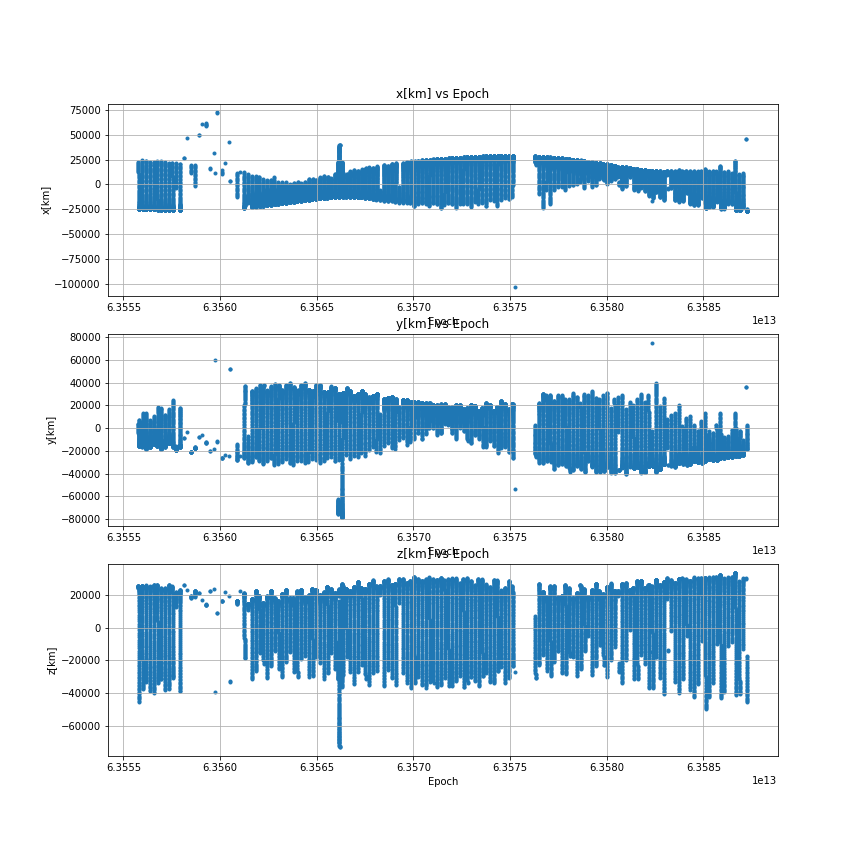 x[km] vs Epoch
75000
50000
25000
0
−25000
−50000
−75000
−100000
x[km]
6.3555 6.3560 6.3565 6.3570 6.3575 6.3580 6.3585
1e13
Epoch
y[km] vs Epoch
80000
60000
40000
20000
0
−20000
−40000
−60000
−80000
y[km]
6.3555 6.3560 6.3565 6.3570 6.3575 6.3580 6.3585
1e13
Epoch
z[km] vs Epoch
20000
0
−20000
−40000
−60000
z[km]
6.3555 6.3560 6.3565 6.3570 6.3575 6.3580 6.3585
Epoch
1e13